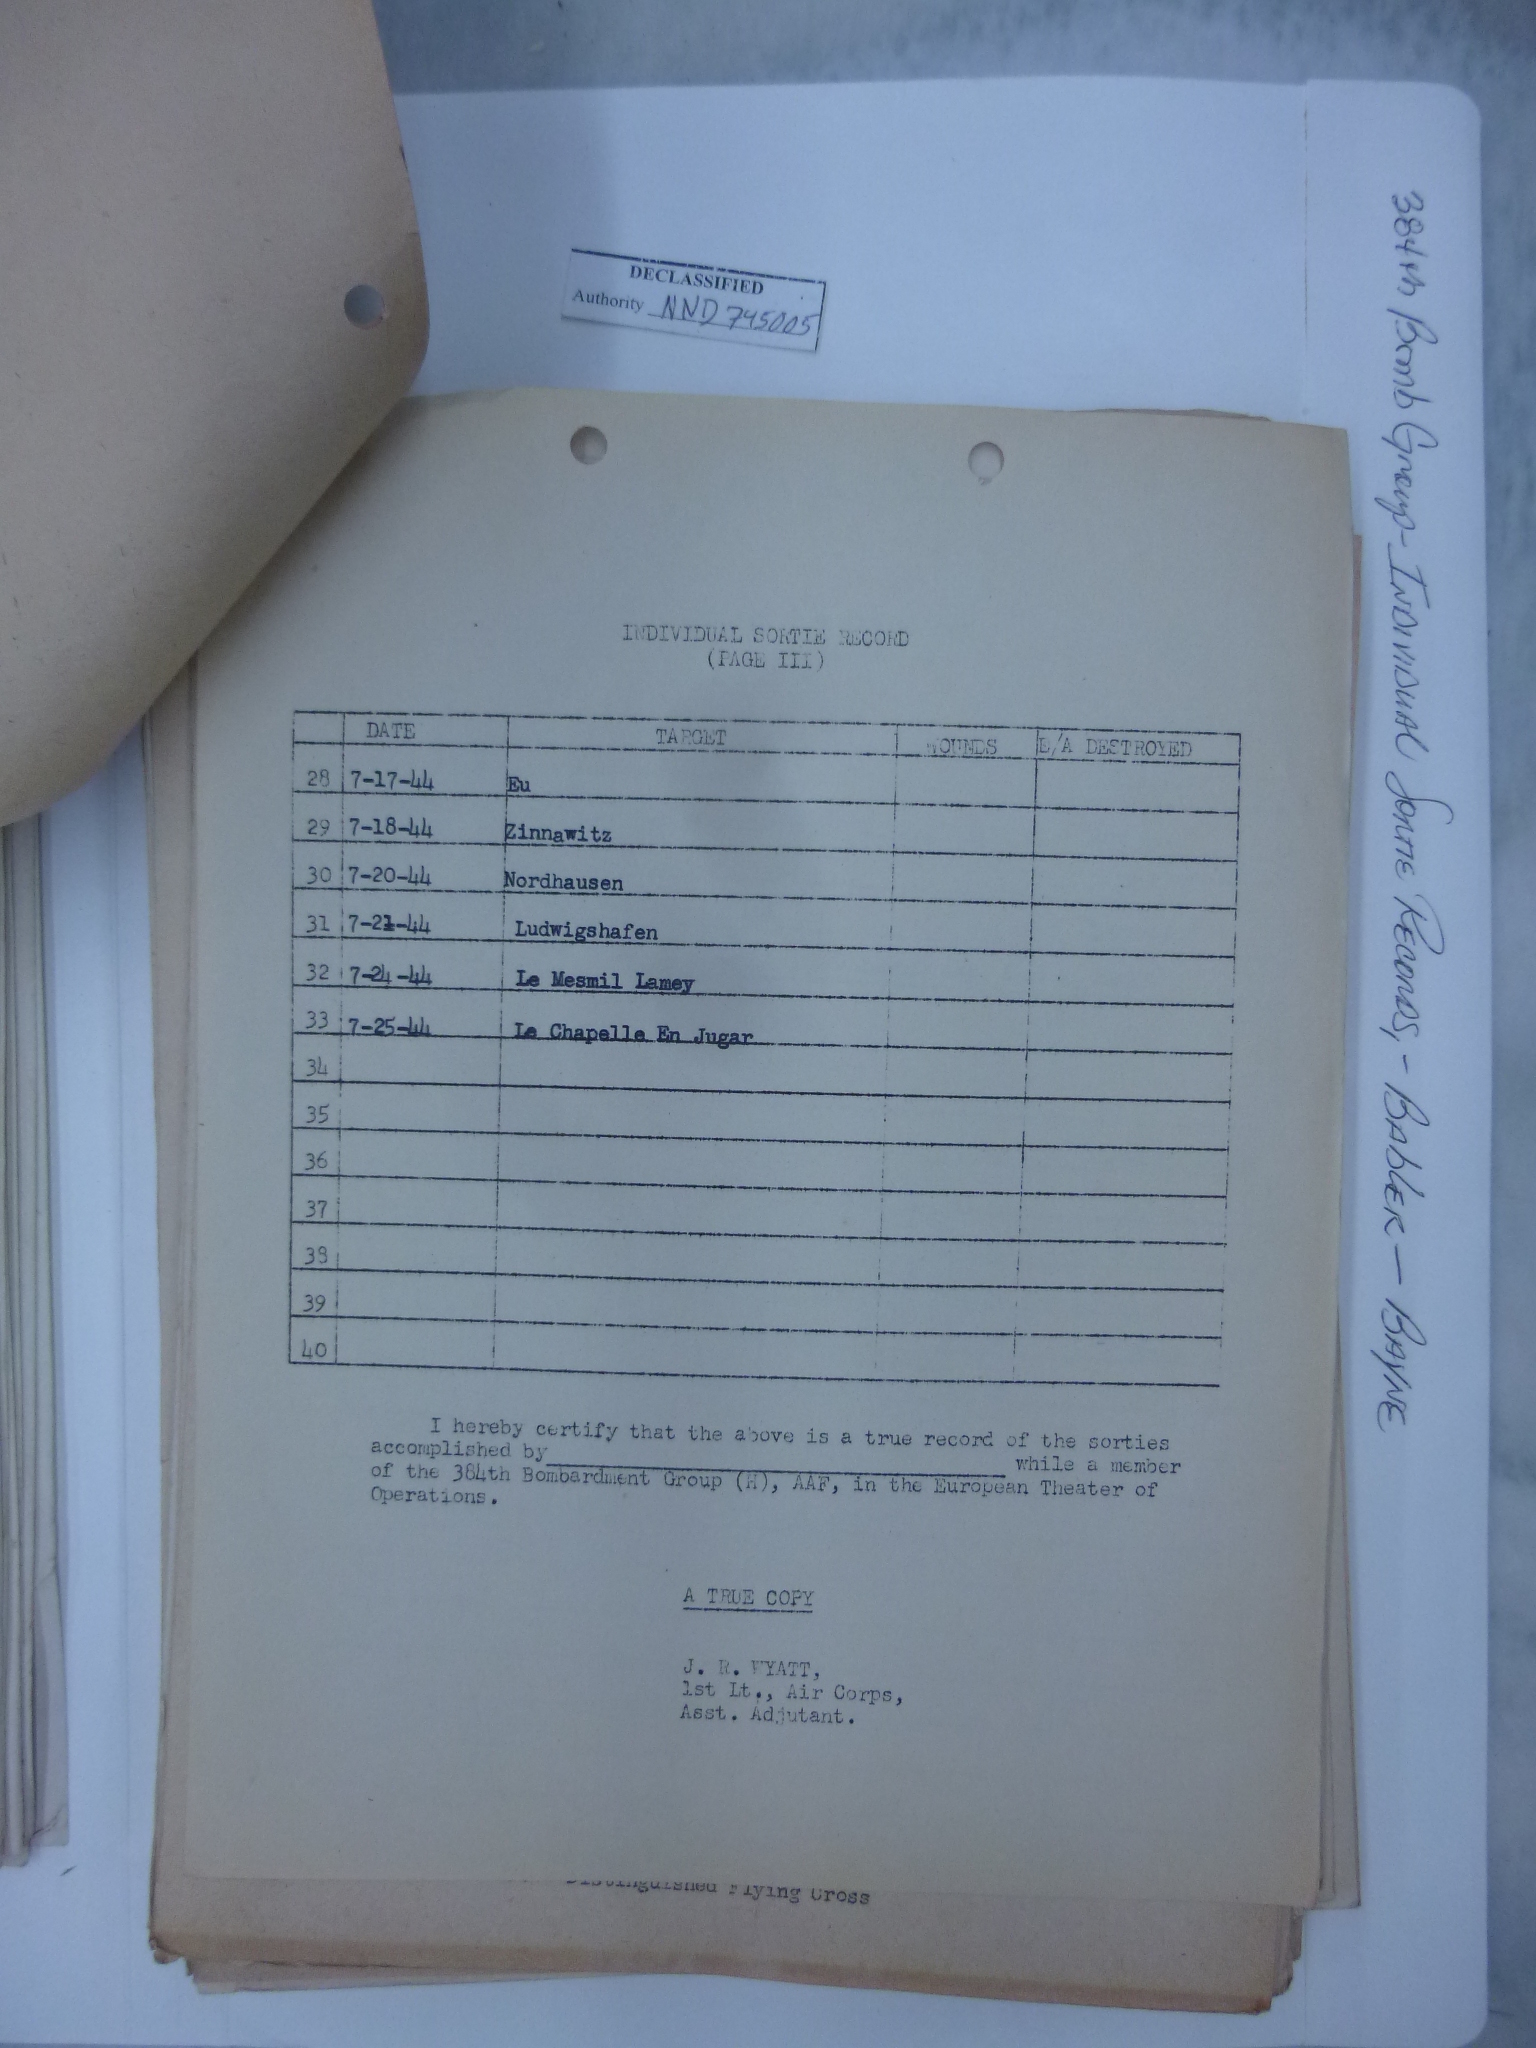 DECLASSIFIED
Authority NND 745005
384th Bomb Group - Individual Sortie Records, - Babler — Bayne
INDIVIDUAL SORTIE RECORD
(PAGE III)
DATE TARGET WOUNDS E/A DESTROYED
28 7-17-44 Eu
29 7-18-44 Zinnawitz
30 7-20-44 Nordhausen
31 7-21-44 Ludwigshafen
32 7-24-44 Le Mesmil Lamey
33 7-25-44 Le Chapelle En Jugar
34
35
36
37
38
39
40
I hereby certify that the above is a true record of the sorties
accomplished by while a member
of the 384th Bombardment Group (H), AAF, in the European Theater of
Operations.
A TRUE COPY
J. R. WYATT,
1st Lt., Air Corps,
Asst. Adjutant.
Distinguished Flying Cross